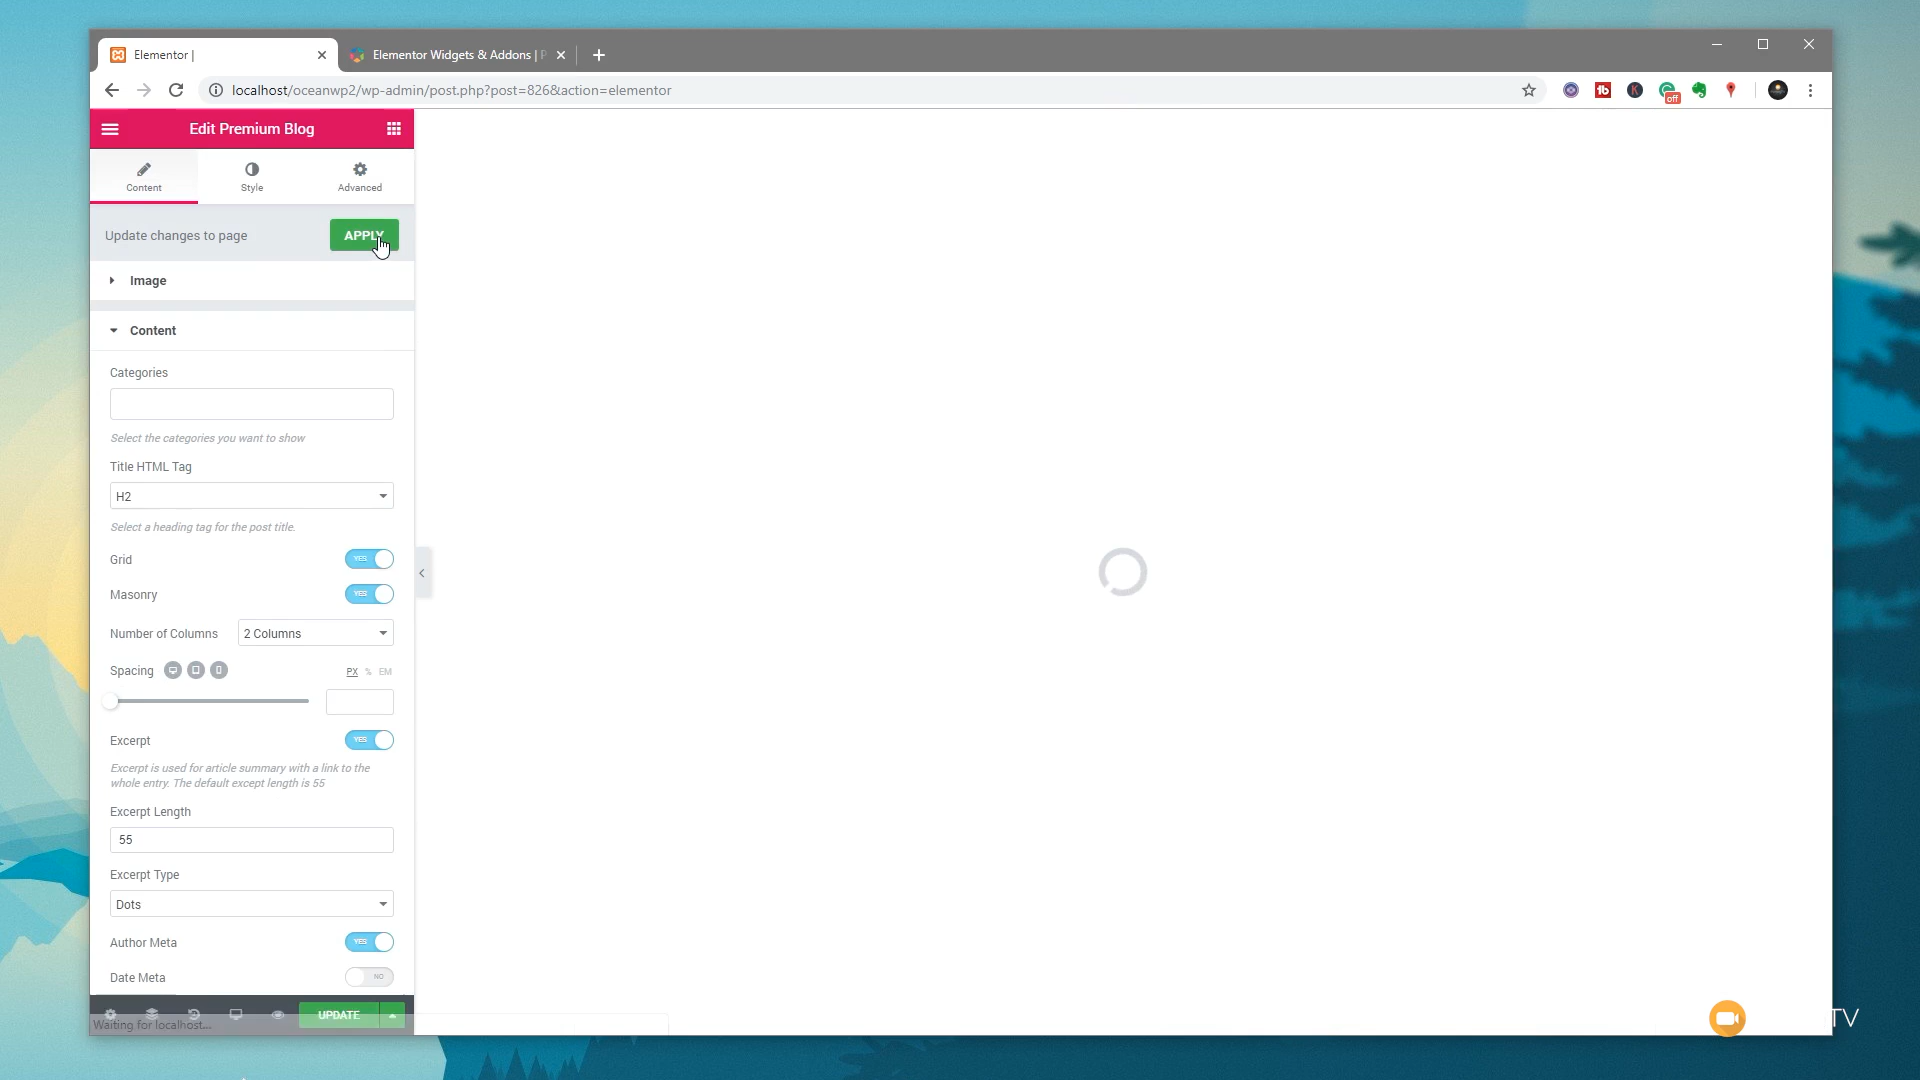 Elementor |
Elementor Widgets & Addons |
localhost/oceanwp2/wp-admin/post.php?post=826&action=elementor
off
Edit Premium Blog
Content
Style
Advanced
Update changes to page
APPLY
Image
Content
Categories
Select the categories you want to show
Title HTML Tag
H2
Select a heading tag for the post title.
Grid
YES
Masonry
YES
Number of Columns
2 Columns
Spacing
PX % EM
Excerpt
YES
Excerpt is used for article summary with a link to the
whole entry. The default except length is 55
Excerpt Length
55
Excerpt Type
Dots
Author Meta
YES
Date Meta
NO
UPDATE
Waiting for localhost...
TV